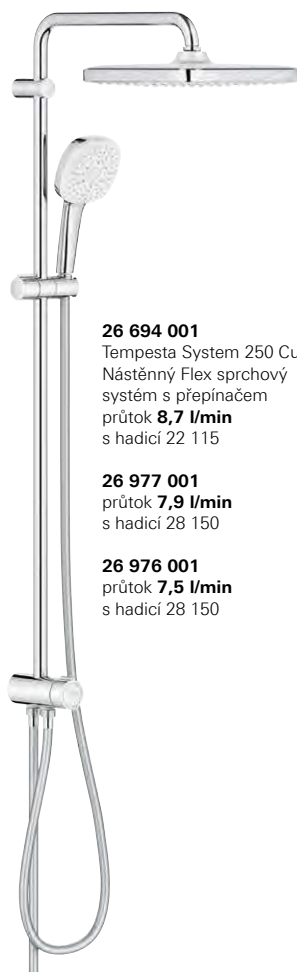 26 694 001
Tempesta System 250 Cu
Nástěnný Flex sprchový
systém s přepínačem
průtok 8,7 l/min
s hadicí 22 115
26 977 001
průtok 7,9 l/min
s hadicí 28 150
26 976 001
průtok 7,5 l/min
s hadicí 28 150